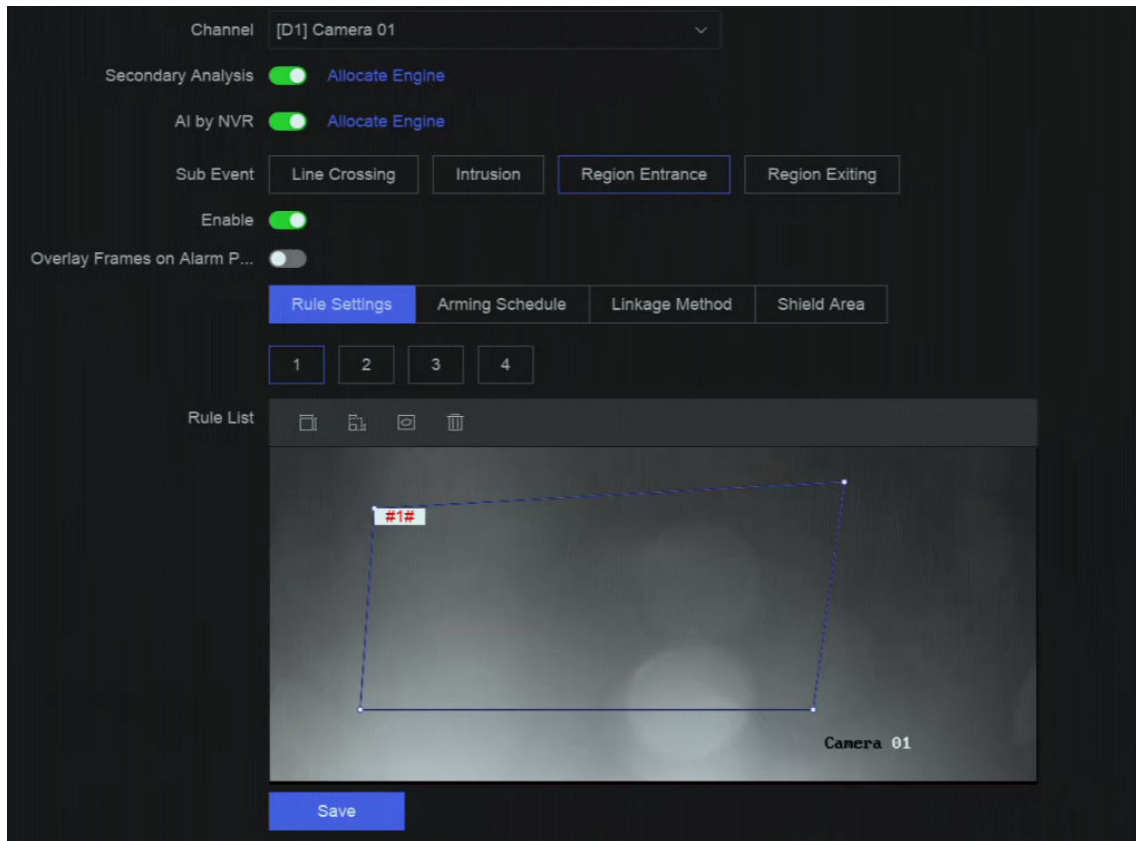 Channel [D1] Camera 01
Secondary Analysis Allocate Engine
AI by NVR Allocate Engine
Sub Event Line Crossing Intrusion Region Entrance Region Exiting
Enable
Overlay Frames on Alarm P...
Rule Settings Arming Schedule Linkage Method Shield Area
1 2 3 4
Rule List
#1#
Camera 01
Save